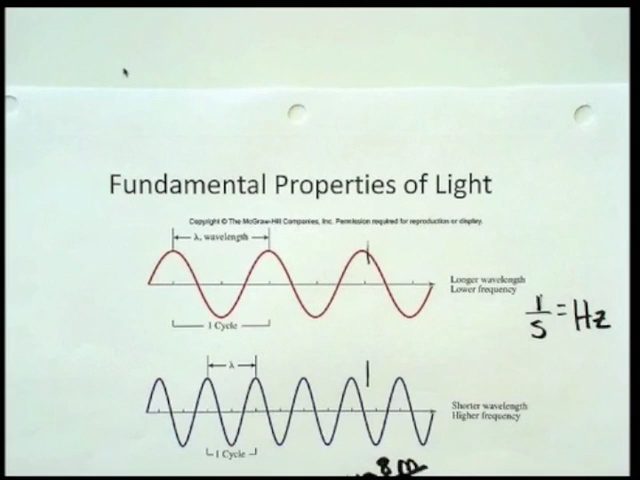 Fundamental Properties of Light
Copyright © The McGraw-Hill Companies, Inc. Permission required for reproduction or display.
λ, wavelength
Longer wavelength
Lower frequency
1/s = Hz
1 Cycle
λ
Shorter wavelength
Higher frequency
1 Cycle
8 m